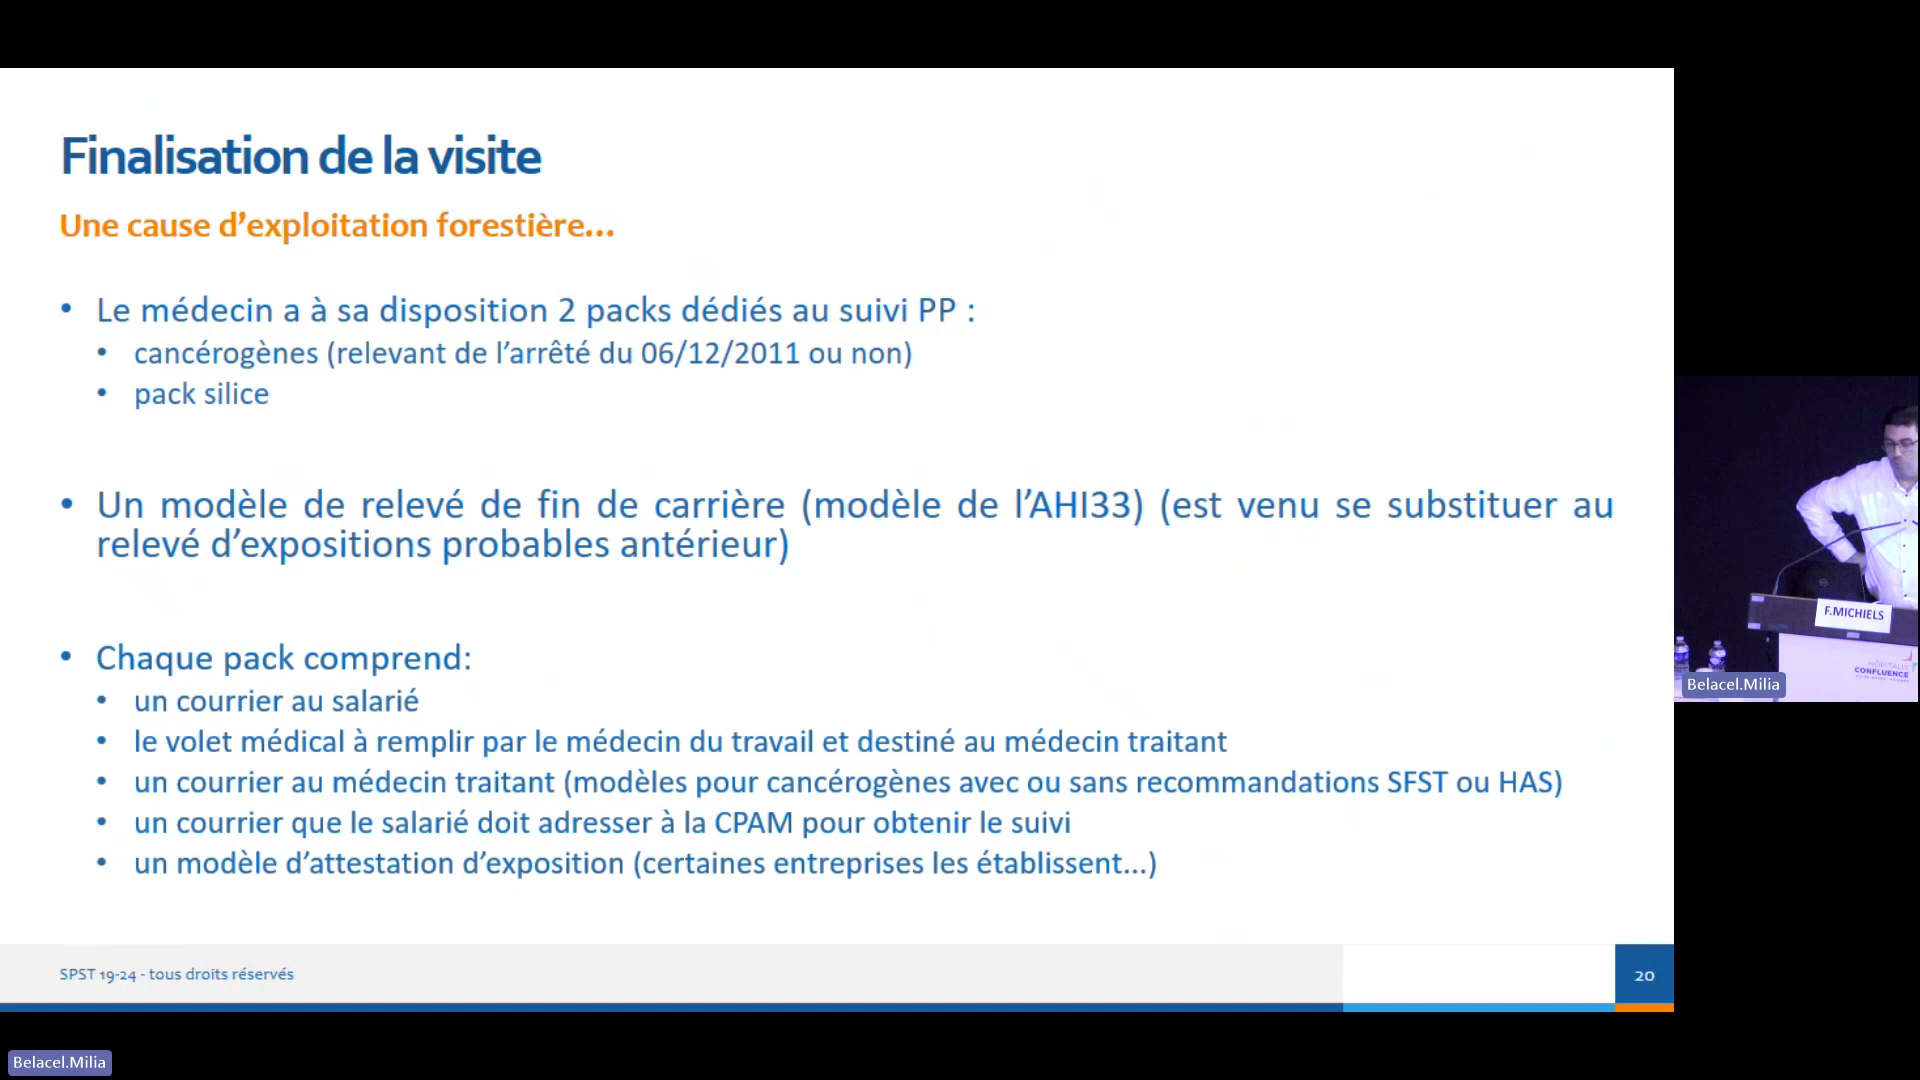 Finalisation de la visite
Une cause d’exploitation forestière...
• Le médecin a à sa disposition 2 packs dédiés au suivi PP :
• cancérogènes (relevant de l’arrêté du 06/12/2011 ou non)
• pack silice
• Un modèle de relevé de fin de carrière (modèle de l’AHI33) (est venu se substituer au
relevé d’expositions probables antérieur)
• Chaque pack comprend:
• un courrier au salarié
• le volet médical à remplir par le médecin du travail et destiné au médecin traitant
• un courrier au médecin traitant (modèles pour cancérogènes avec ou sans recommandations SFST ou HAS)
• un courrier que le salarié doit adresser à la CPAM pour obtenir le suivi
• un modèle d’attestation d’exposition (certaines entreprises les établissent...)
SPST 19-24 - tous droits réservés
20
F.MICHIELS
HÔPITAUX
CONFLUENCE
Belacel.Milia
Belacel.Milia